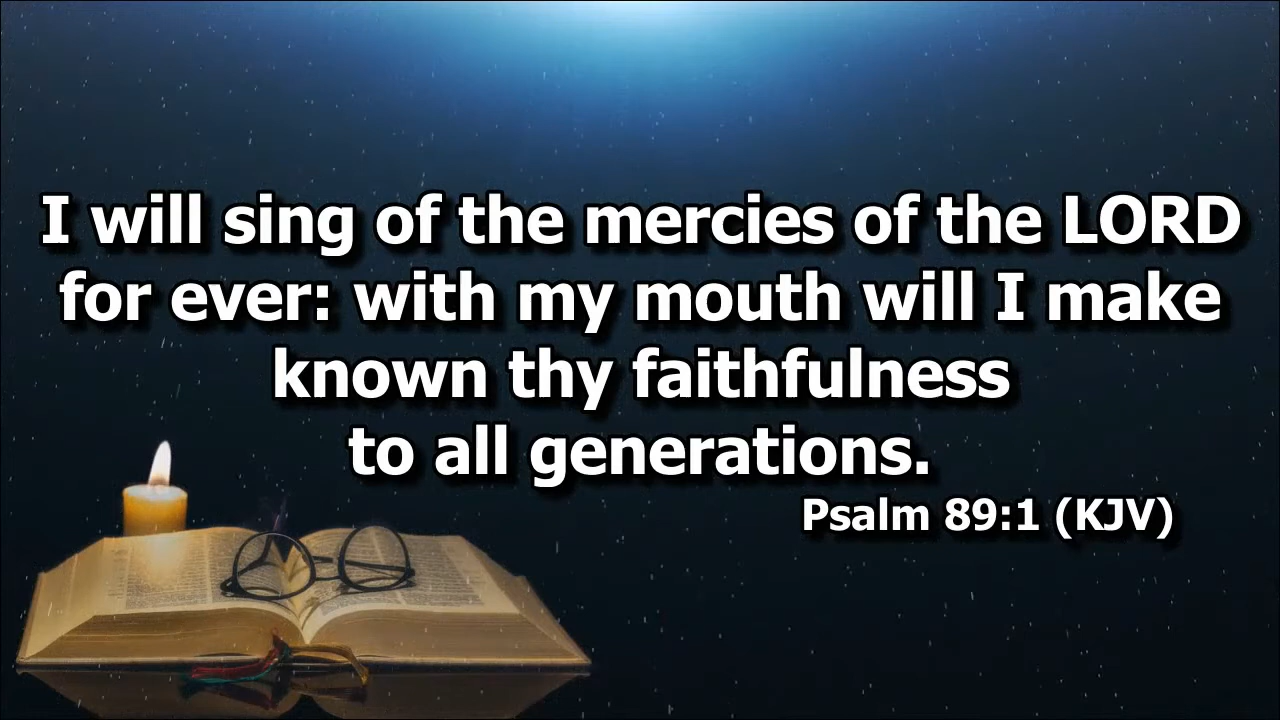 I will sing of the mercies of the LORD
for ever: with my mouth will I make
known thy faithfulness
to all generations.
Psalm 89:1 (KJV)